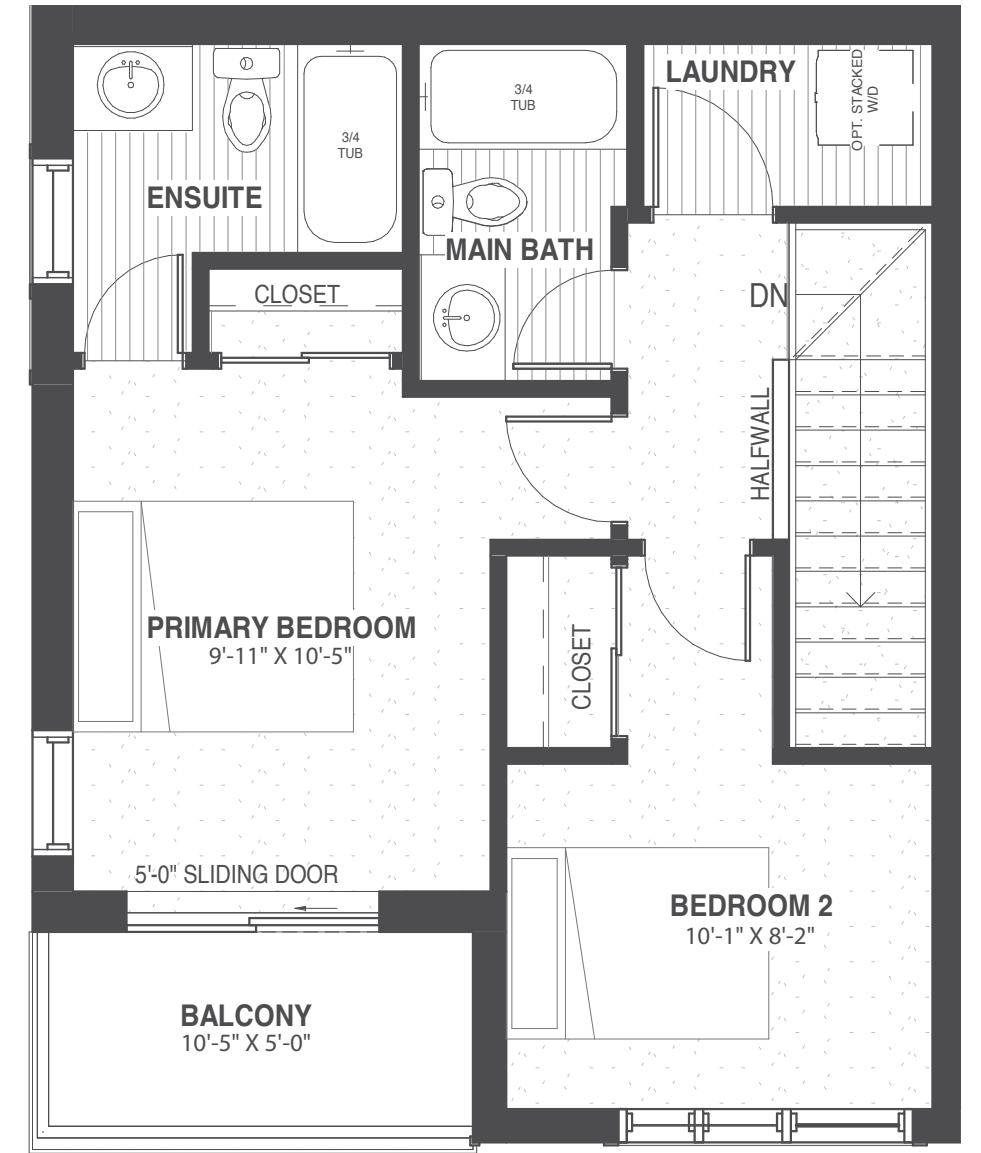 LAUNDRY
OPT. STACKED
W/D
3/4
TUB
3/4
TUB
ENSUITE
MAIN BATH
CLOSET
DN
HALFWALL
PRIMARY BEDROOM
9'-11" X 10'-5"
CLOSET
5'-0" SLIDING DOOR
BEDROOM 2
10'-1" X 8'-2"
BALCONY
10'-5" X 5'-0"